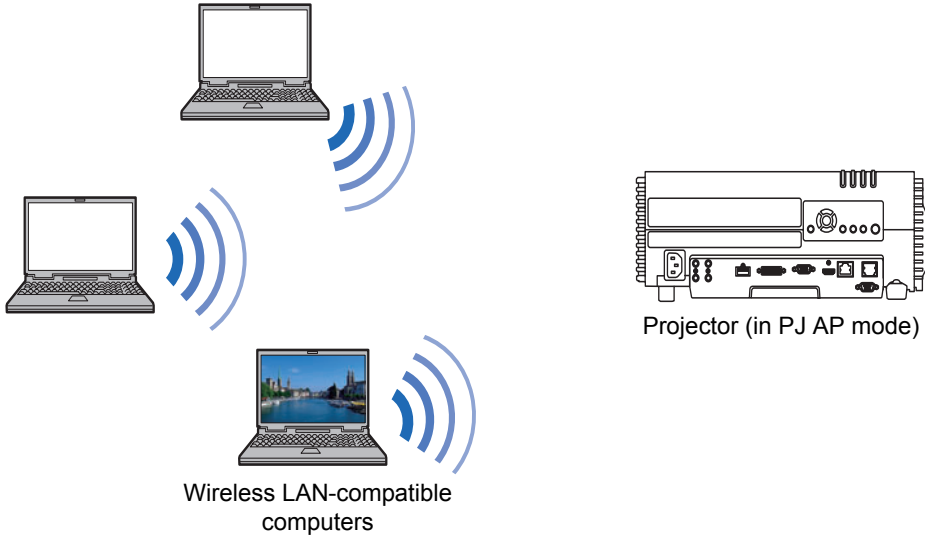 Projector (in PJ AP mode)
Wireless LAN-compatible
computers